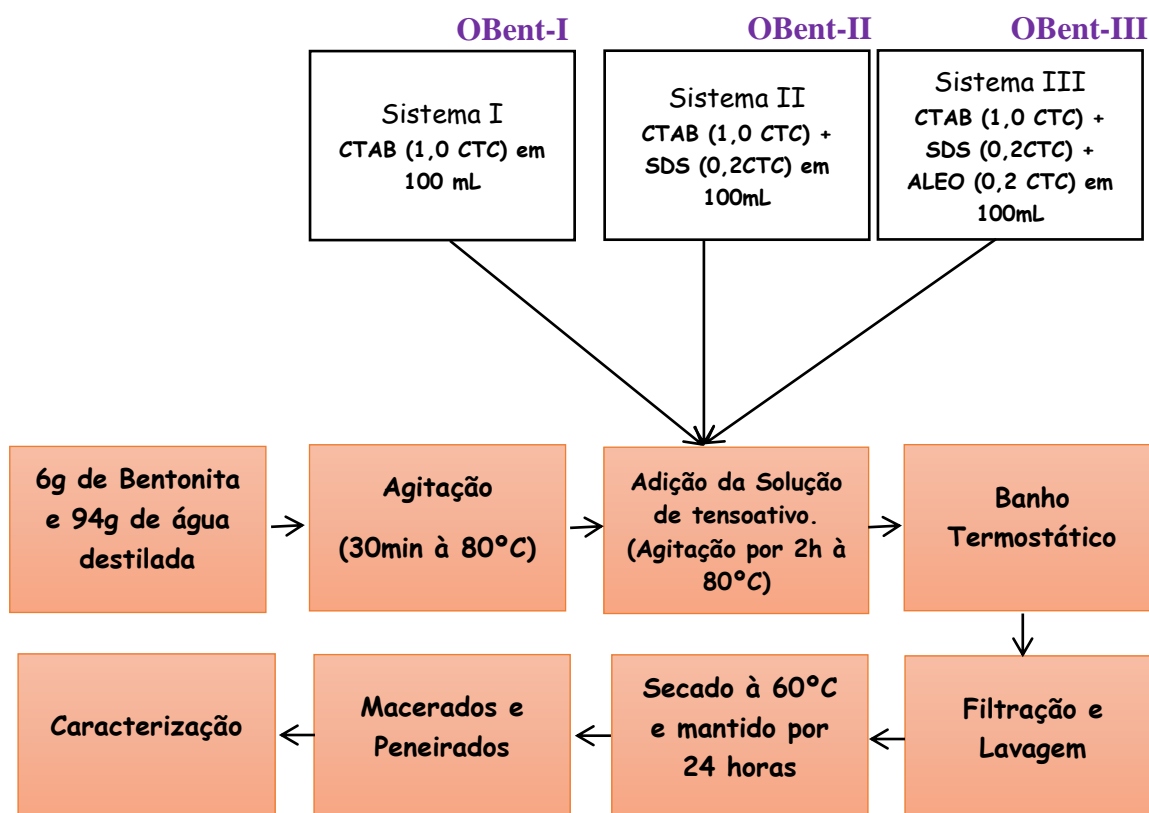 OBent-I
OBent-II
OBent-III
Sistema I
CTAB (1,0 CTC) em
100 mL
Sistema II
CTAB (1,0 CTC) +
SDS (0,2CTC) em
100mL
Sistema III
CTAB (1,0 CTC) +
SDS (0,2CTC) +
ALEO (0,2 CTC) em
100mL
6g de Bentonita
e 94g de água
destilada
Agitação
(30min à 80ºC)
Adição da Solução
de tensoativo.
(Agitação por 2h à
80ºC)
Banho
Termostático
Filtração e
Lavagem
Secado à 60ºC
e mantido por
24 horas
Macerados e
Peneirados
Caracterização